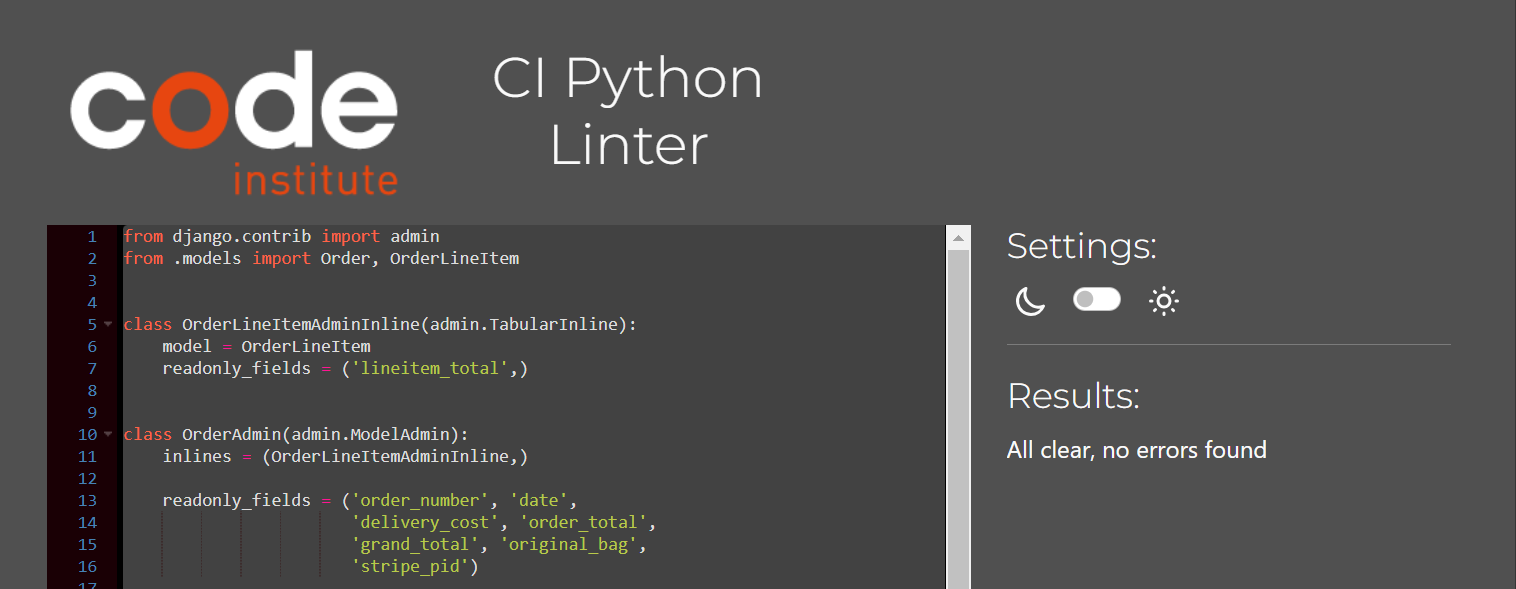 code
institute
CI Python
Linter
1 from django.contrib import admin
2 from .models import Order, OrderLineItem
3
4
5 class OrderLineItemAdminInline(admin.TabularInline):
6     model = OrderLineItem
7     readonly_fields = ('lineitem_total',)
8
9
10 class OrderAdmin(admin.ModelAdmin):
11     inlines = (OrderLineItemAdminInline,)
12
13     readonly_fields = ('order_number', 'date',
14                        'delivery_cost', 'order_total',
15                        'grand_total', 'original_bag',
16                        'stripe_pid')
17
Settings:
Results:
All clear, no errors found